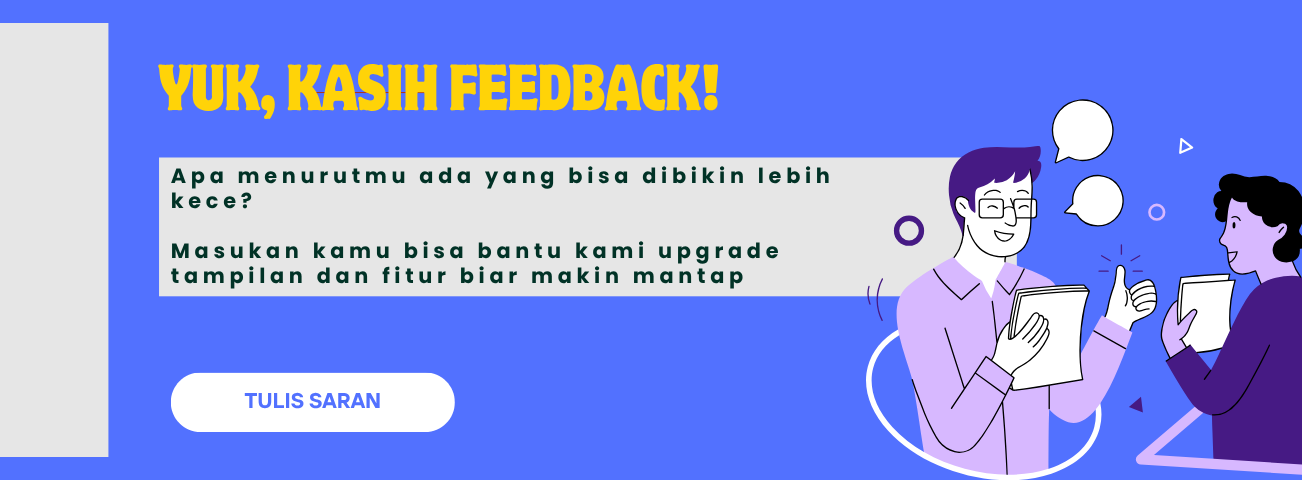 YUK, KASIH FEEDBACK!
Apa menurutmu ada yang bisa dibikin lebih
kece?
Masukan kamu bisa bantu kami upgrade
tampilan dan fitur biar makin mantap
TULIS SARAN